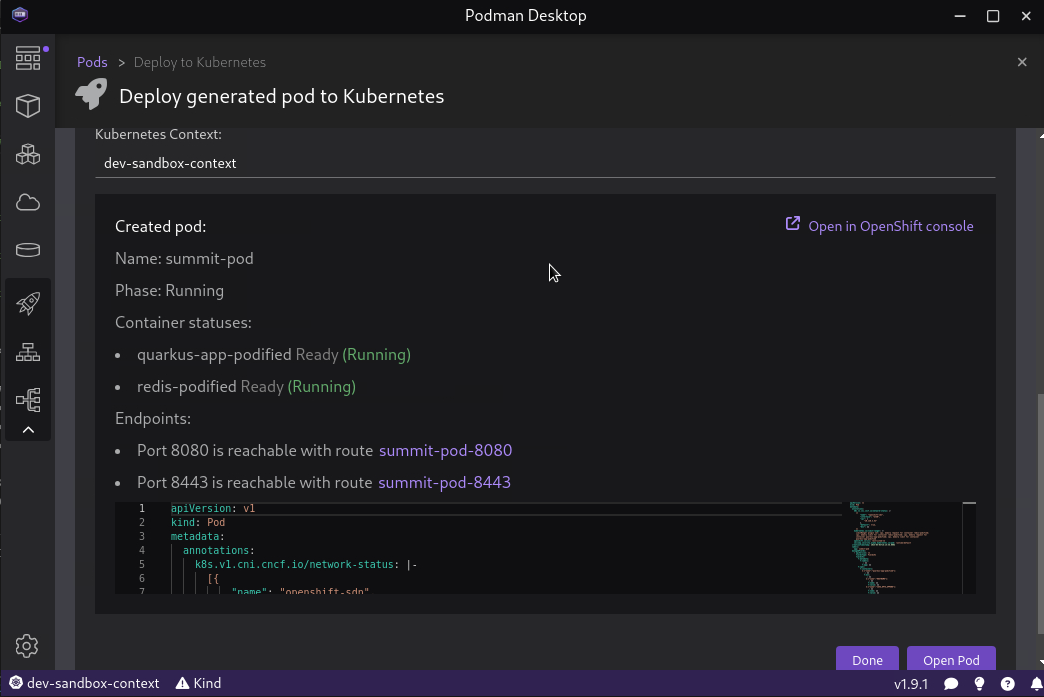 Podman Desktop
Pods > Deploy to Kubernetes
Deploy generated pod to Kubernetes
Kubernetes Context:
dev-sandbox-context
Created pod:
Open in OpenShift console
Name: summit-pod
Phase: Running
Container statuses:
• quarkus-app-podified Ready (Running)
• redis-podified Ready (Running)
Endpoints:
• Port 8080 is reachable with route summit-pod-8080
• Port 8443 is reachable with route summit-pod-8443
1 apiVersion: v1
2 kind: Pod
3 metadata:
4 annotations:
5 k8s.v1.cni.cncf.io/network-status: |-
6 [{
7 "name": "openshift-sdn"
Done
Open Pod
dev-sandbox-context
Kind
v1.9.1